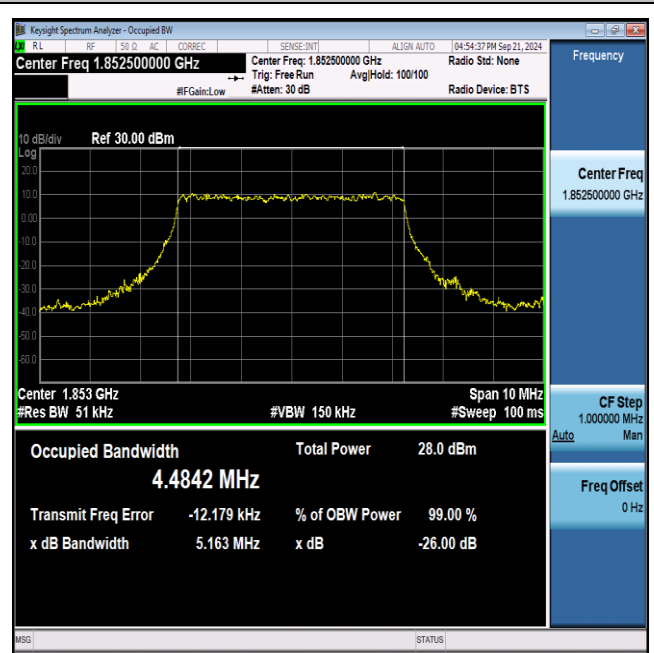 Keysight Spectrum Analyzer - Occupied BW
LXI RL RF 50 Ω AC CORREC SENSE:INT ALIGN AUTO 04:54:37 PM Sep 21, 2024
Center Freq 1.852500000 GHz
Center Freq: 1.852500000 GHz Radio Std: None
Trig: Free Run Avg|Hold: 100/100
#IFGain:Low #Atten: 30 dB Radio Device: BTS
Frequency
10 dB/div Ref 30.00 dBm
Log
20.0
10.0
0.00
-10.0
-20.0
-30.0
-40.0
-50.0
-60.0
Center 1.853 GHz Span 10 MHz
#Res BW 51 kHz #VBW 150 kHz #Sweep 100 ms
Center Freq
1.852500000 GHz
CF Step
1.000000 MHz
Auto Man
Freq Offset
0 Hz
Occupied Bandwidth Total Power 28.0 dBm
4.4842 MHz
Transmit Freq Error -12.179 kHz % of OBW Power 99.00 %
x dB Bandwidth 5.163 MHz x dB -26.00 dB
MSG STATUS